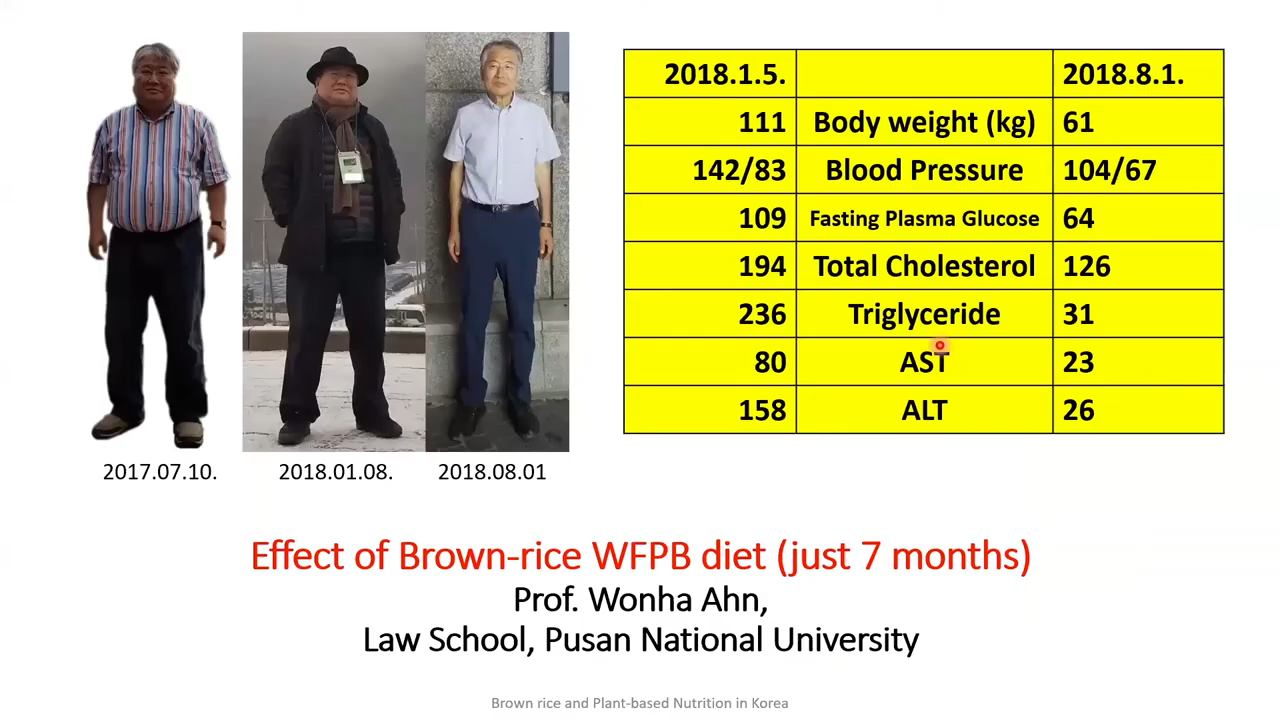 2018.1.5. 2018.8.1.
111 Body weight (kg) 61
142/83 Blood Pressure 104/67
109 Fasting Plasma Glucose 64
194 Total Cholesterol 126
236 Triglyceride 31
80 AST 23
158 ALT 26
2017.07.10. 2018.01.08. 2018.08.01
Effect of Brown-rice WFPB diet (just 7 months)
Prof. Wonha Ahn,
Law School, Pusan National University
Brown rice and Plant-based Nutrition in Korea